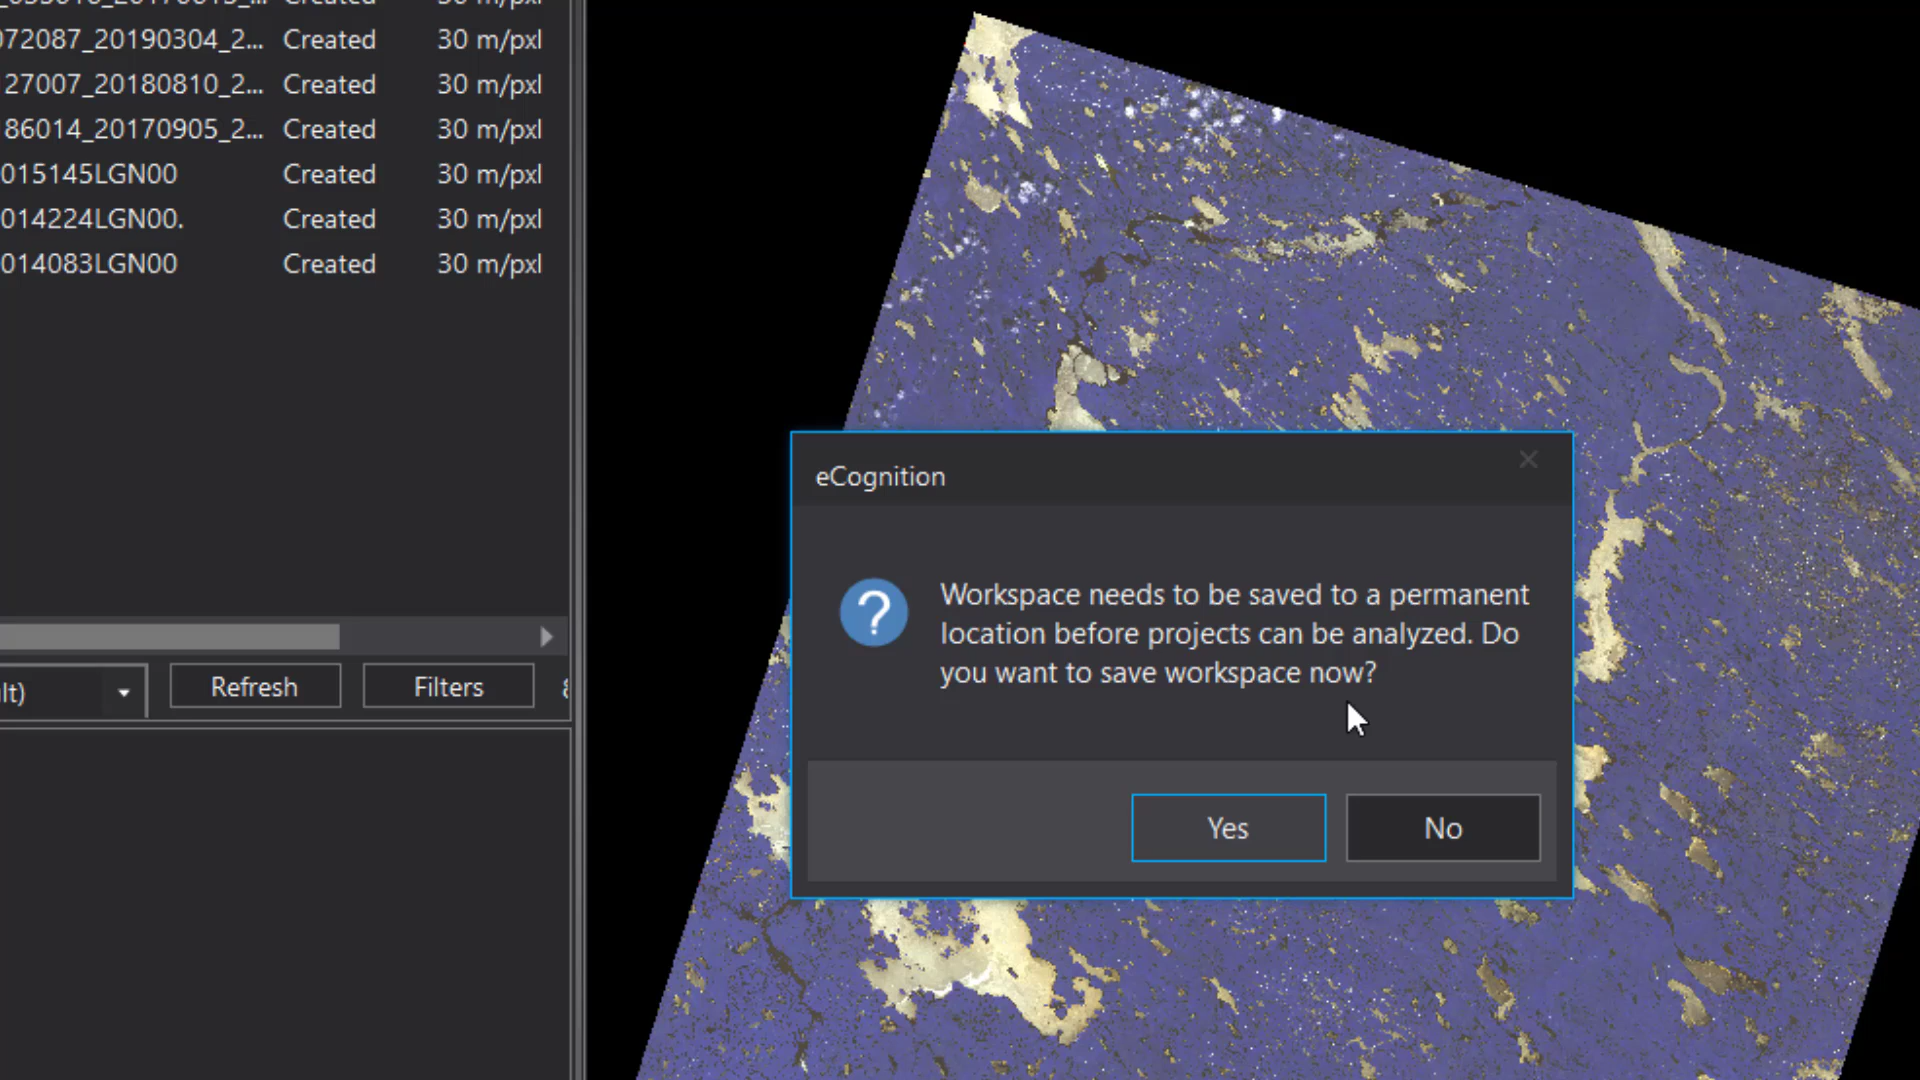 072087_20190304_2... Created 30 m/pxl
27007_20180810_2... Created 30 m/pxl
86014_20170905_2... Created 30 m/pxl
015145LGN00 Created 30 m/pxl
014224LGN00. Created 30 m/pxl
014083LGN00 Created 30 m/pxl
lt) Refresh Filters
eCognition
?
Workspace needs to be saved to a permanent
location before projects can be analyzed. Do
you want to save workspace now?
Yes No